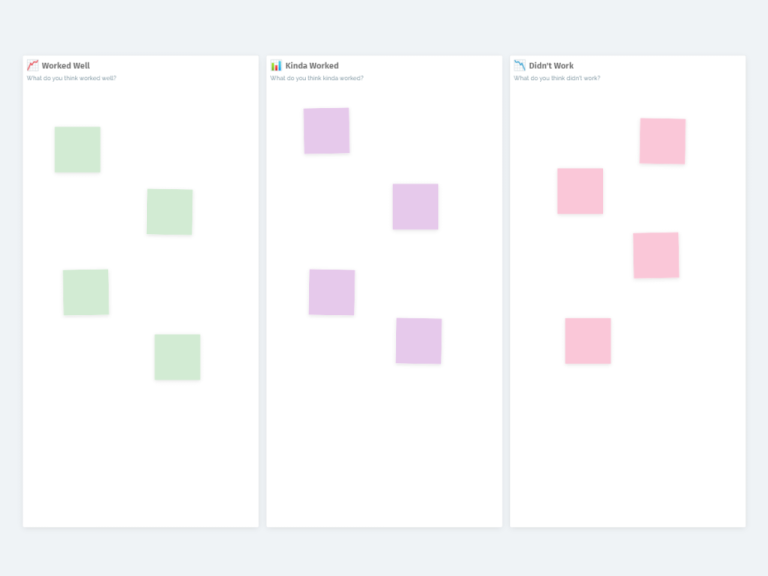 Worked Well
What do you think worked well?
Kinda Worked
What do you think kinda worked?
Didn't Work
What do you think didn't work?